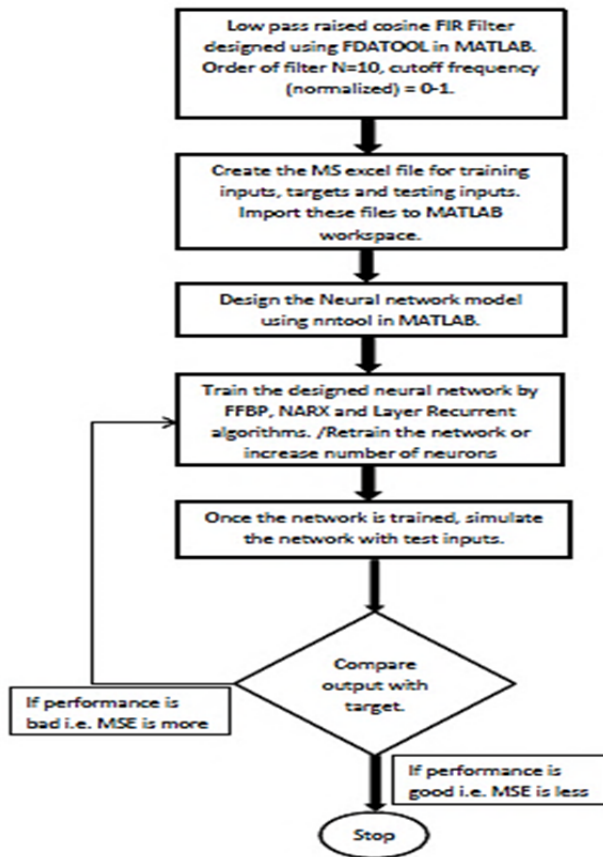 Low pass raised cosine FIR Filter
designed using FDATOOL in MATLAB.
Order of filter N=10, cutoff frequency
(normalized) = 0-1.
Create the MS excel file for training
inputs, targets and testing inputs.
Import these files to MATLAB
workspace.
Design the Neural network model
using nntool in MATLAB.
Train the designed neural network by
FFBP, NARX and Layer Recurrent
algorithms. /Retrain the network or
increase number of neurons
Once the network is trained, simulate
the network with test inputs.
Compare
output with
target.
If performance is
bad i.e. MSE is more
If performance is
good i.e. MSE is less
Stop